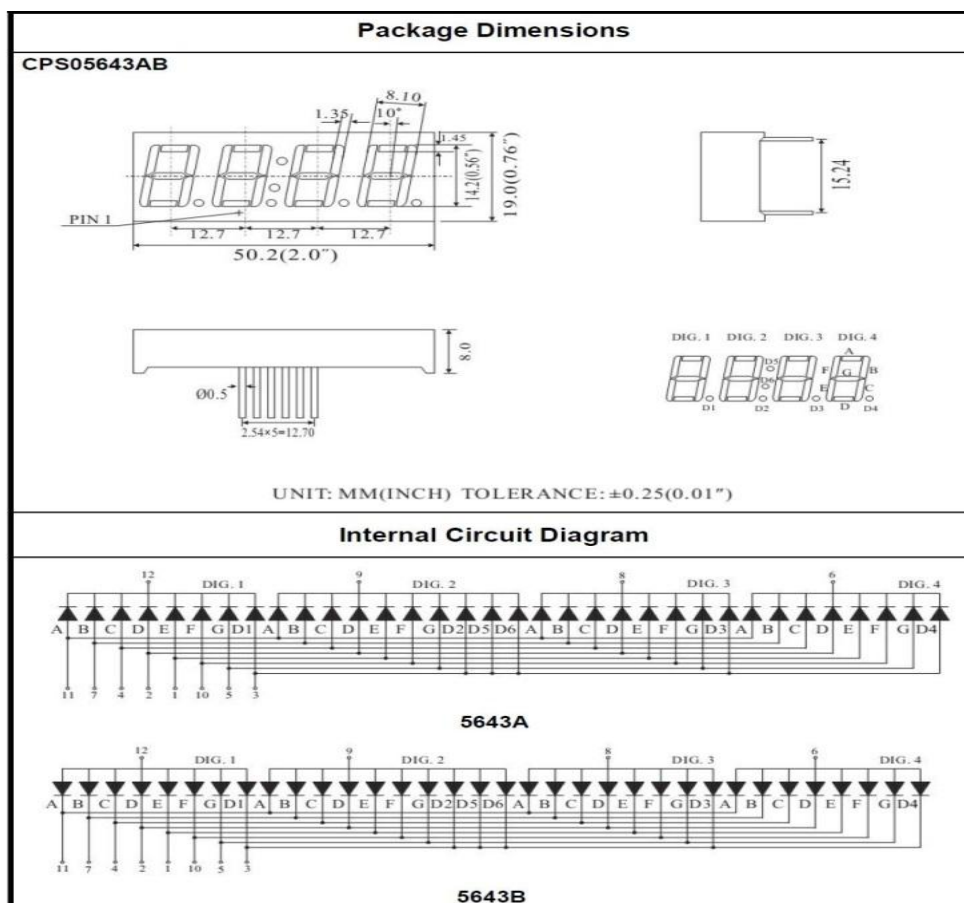 Package Dimensions
CPS05643AB
8.10
1.35
10°
1.45
14.2(0.56")
19.0(0.76")
15.24
PIN 1
12.7 12.7 12.7
50.2(2.0")
8.0
Ø0.5
2.54×5=12.70
DIG. 1 DIG. 2 DIG. 3 DIG. 4
A
D5 F G B
D6 E C
D1 D2 D3 D D4
UNIT: MM(INCH) TOLERANCE: ±0.25(0.01")
Internal Circuit Diagram
12 DIG. 1 9 DIG. 2 8 DIG. 3 6 DIG. 4
A B C D E F G D1 A B C D E F G D2 D5 D6 A B C D E F G D3 A B C D E F G D4
11 7 4 2 1 10 5 3
5643A
12 DIG. 1 9 DIG. 2 8 DIG. 3 6 DIG. 4
A B C D E F G D1 A B C D E F G D2 D5 D6 A B C D E F G D3 A B C D E F G D4
11 7 4 2 1 10 5 3
5643B